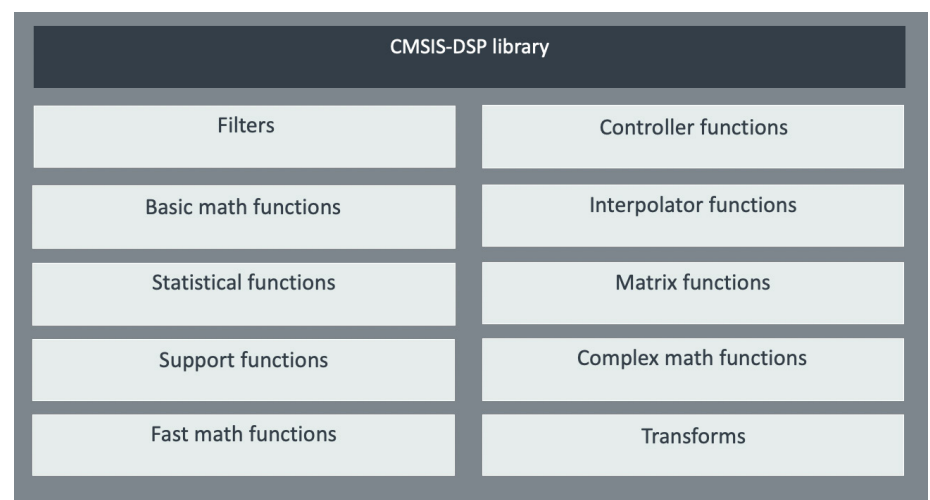 CMSIS-DSP library
Filters
Controller functions
Basic math functions
Interpolator functions
Statistical functions
Matrix functions
Support functions
Complex math functions
Fast math functions
Transforms